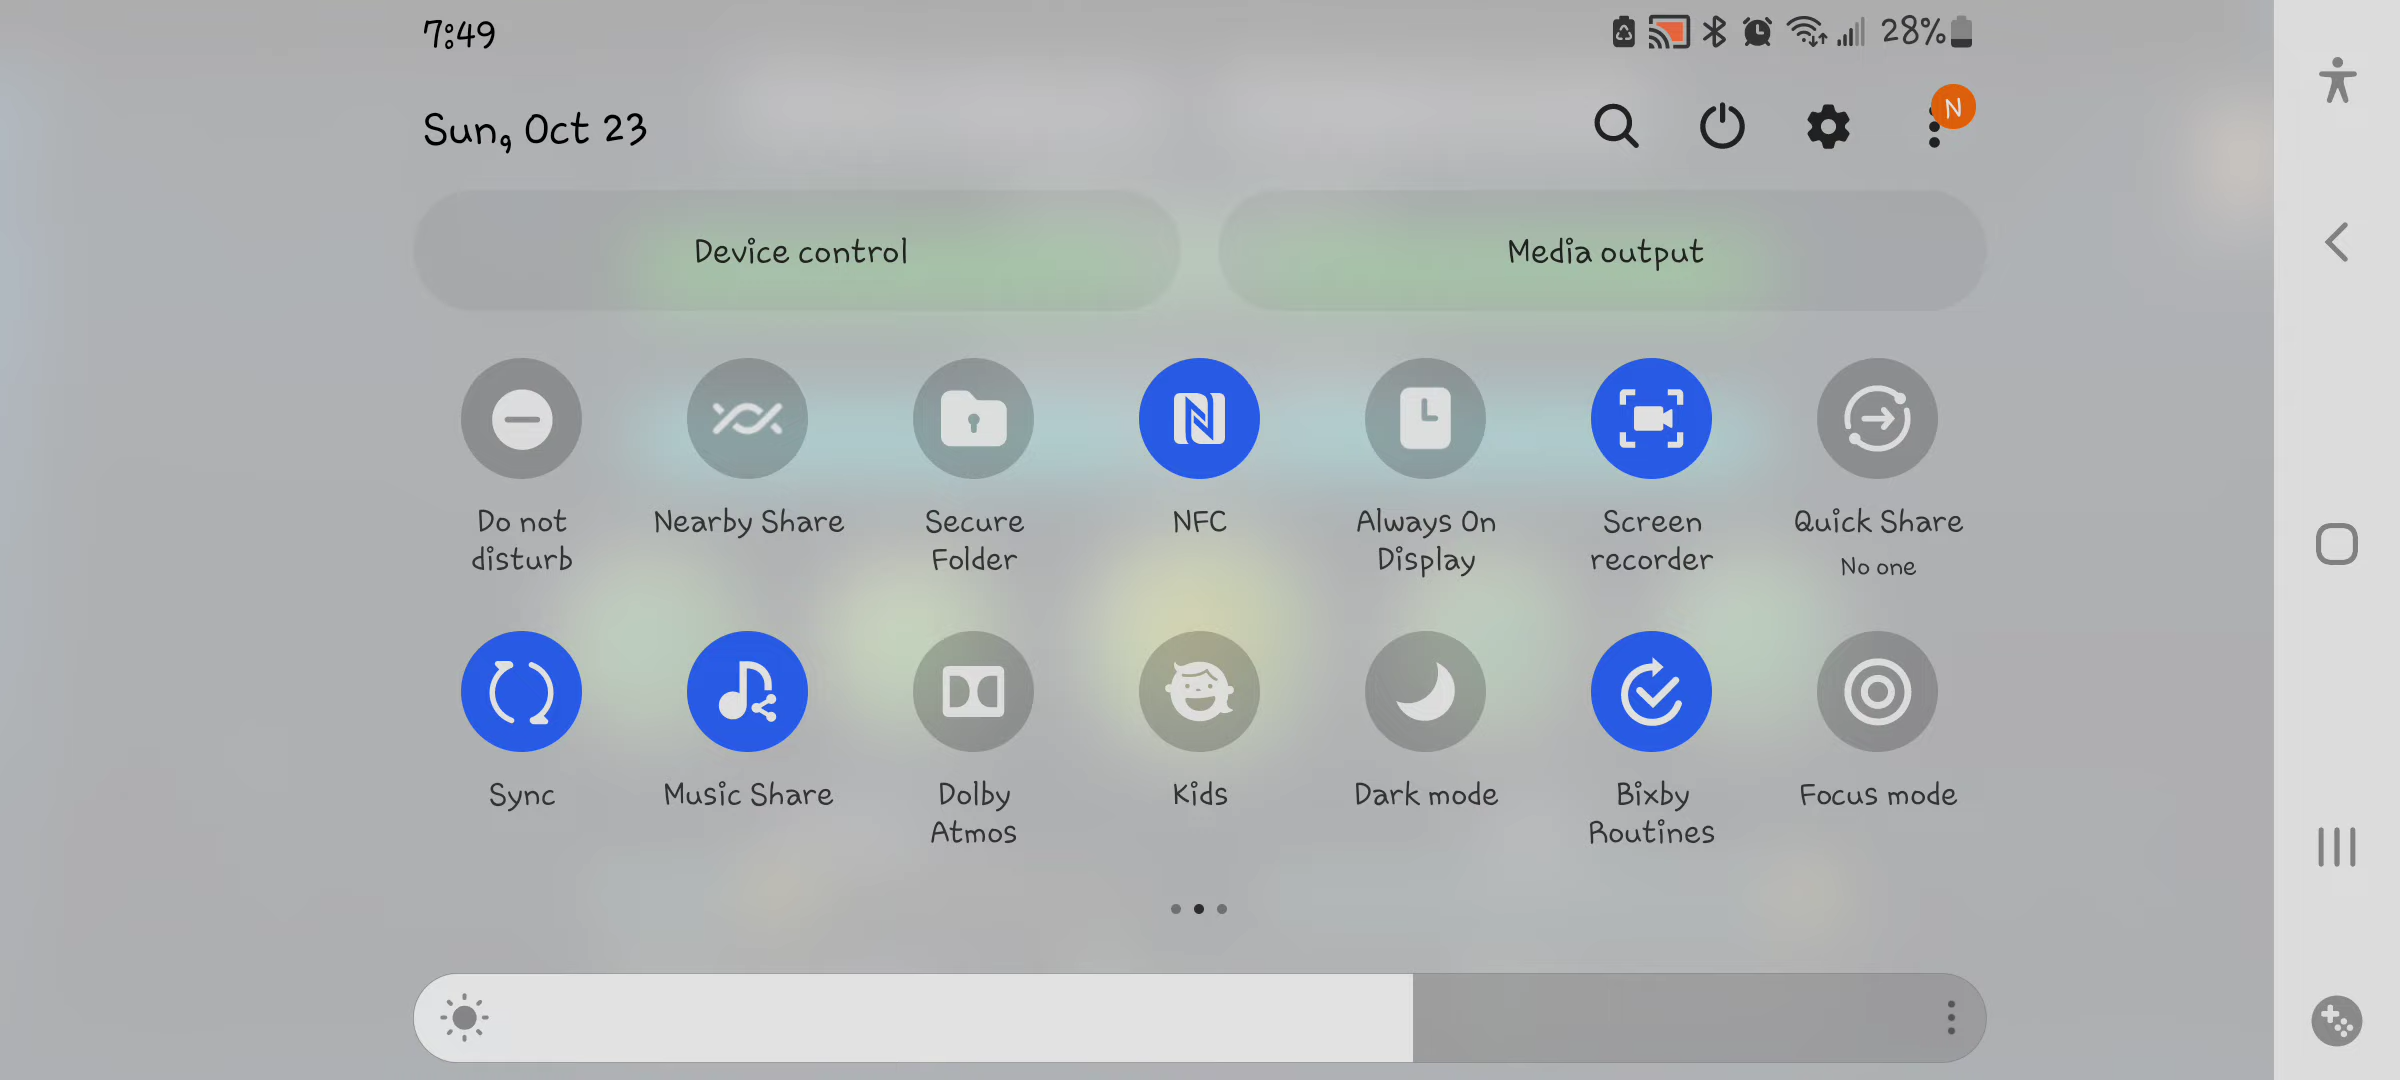 7:49
28%
Sun, Oct 23
N
Device control
Media output
Do not
disturb
Nearby Share
Secure
Folder
NFC
Always On
Display
Screen
recorder
Quick Share
No one
Sync
Music Share
Dolby
Atmos
Kids
Dark mode
Bixby
Routines
Focus mode